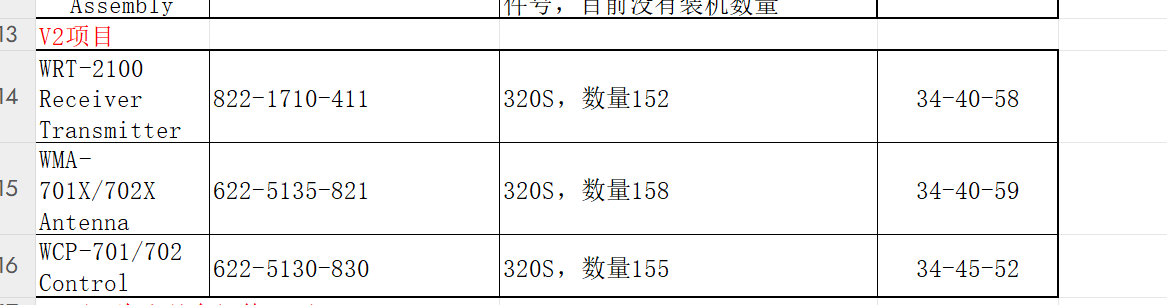 Assembly
件号，目前没有装机数量
13
V2项目
14
WRT-2100
Receiver
Transmitter
822-1710-411
320S，数量152
34-40-58
15
WMA-
701X/702X
Antenna
622-5135-821
320S，数量158
34-40-59
16
WCP-701/702
Control
622-5130-830
320S，数量155
34-45-52